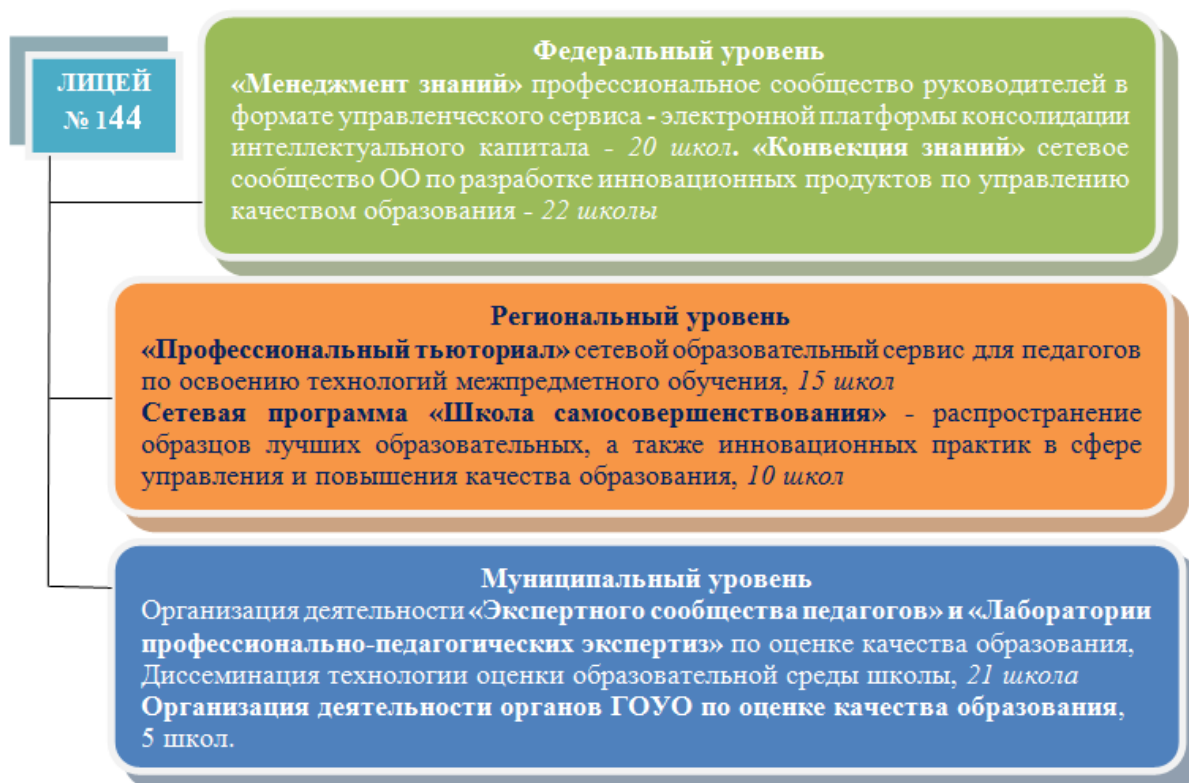 ЛИЦЕЙ
№ 144
Федеральный уровень
«Менеджмент знаний» профессиональное сообщество руководителей в
формате управленческого сервиса - электронной платформы консолидации
интеллектуального капитала - 20 школ. «Конвекция знаний» сетевое
сообщество ОО по разработке инновационных продуктов по управлению
качеством образования - 22 школы
Региональный уровень
«Профессиональный тьюториал» сетевой образовательный сервис для педагогов
по освоению технологий межпредметного обучения, 15 школ
Сетевая программа «Школа самосовершенствования» - распространение
образцов лучших образовательных, а также инновационных практик в сфере
управления и повышения качества образования, 10 школ
Муниципальный уровень
Организация деятельности «Экспертного сообщества педагогов» и «Лаборатории
профессионально-педагогических экспертиз» по оценке качества образования,
Диссеминация технологии оценки образовательной среды школы, 21 школа
Организация деятельности органов ГОУО по оценке качества образования,
5 школ.